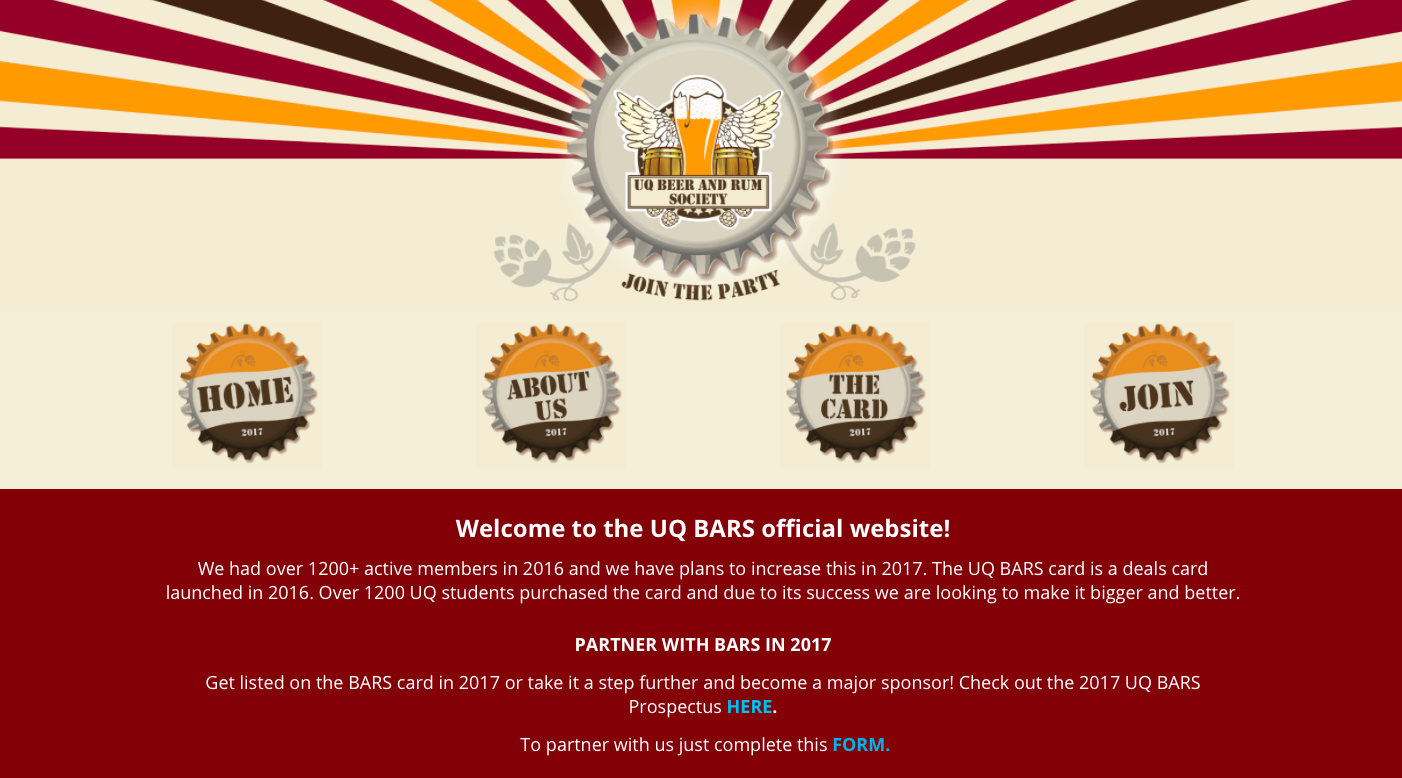 UQ BEER AND RUM
SOCIETY
JOIN THE PARTY
HOME
2017
ABOUT
US
2017
THE
CARD
2017
JOIN
2017
Welcome to the UQ BARS official website!
We had over 1200+ active members in 2016 and we have plans to increase this in 2017. The UQ BARS card is a deals card
launched in 2016. Over 1200 UQ students purchased the card and due to its success we are looking to make it bigger and better.
PARTNER WITH BARS IN 2017
Get listed on the BARS card in 2017 or take it a step further and become a major sponsor! Check out the 2017 UQ BARS
Prospectus HERE.
To partner with us just complete this FORM.